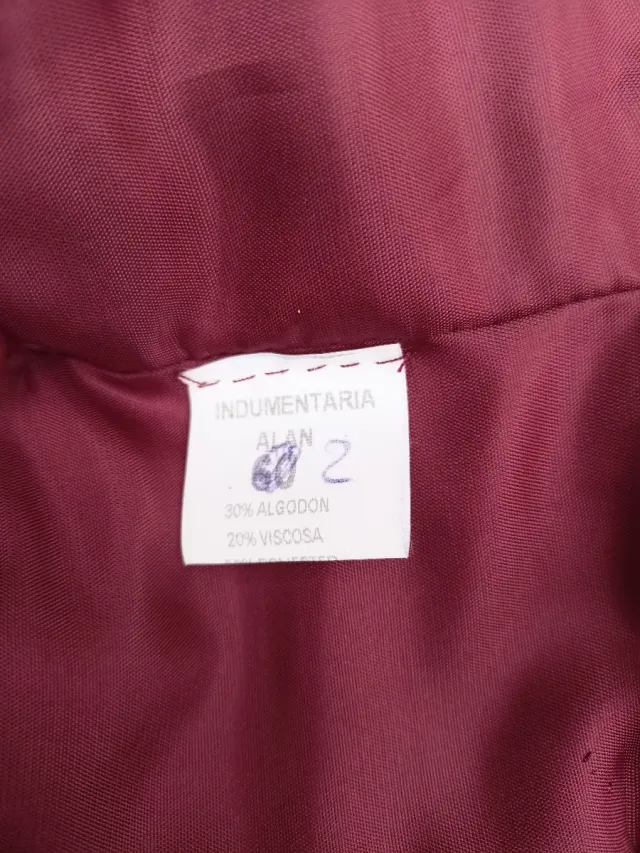 INDUMENTARIA
ALAN
2
30% ALGODON
20% VISCOSA